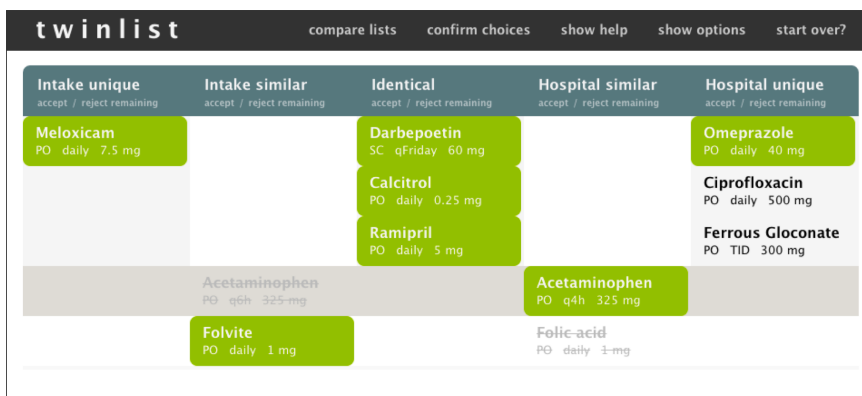 twinlist compare lists confirm choices show help show options start over?
Intake unique Intake similar Identical Hospital similar Hospital unique
accept / reject remaining accept / reject remaining accept / reject remaining accept / reject remaining accept / reject remaining
Meloxicam Darbepoetin Omeprazole
PO daily 7.5 mg SC qFriday 60 mg PO daily 40 mg
Calcitrol Ciprofloxacin
PO daily 0.25 mg PO daily 500 mg
Ramipril Ferrous Gloconate
PO daily 5 mg PO TID 300 mg
Acetaminophen Acetaminophen
PO q6h 325 mg PO q4h 325 mg
Folvite Folic acid
PO daily 1 mg PO daily 1 mg